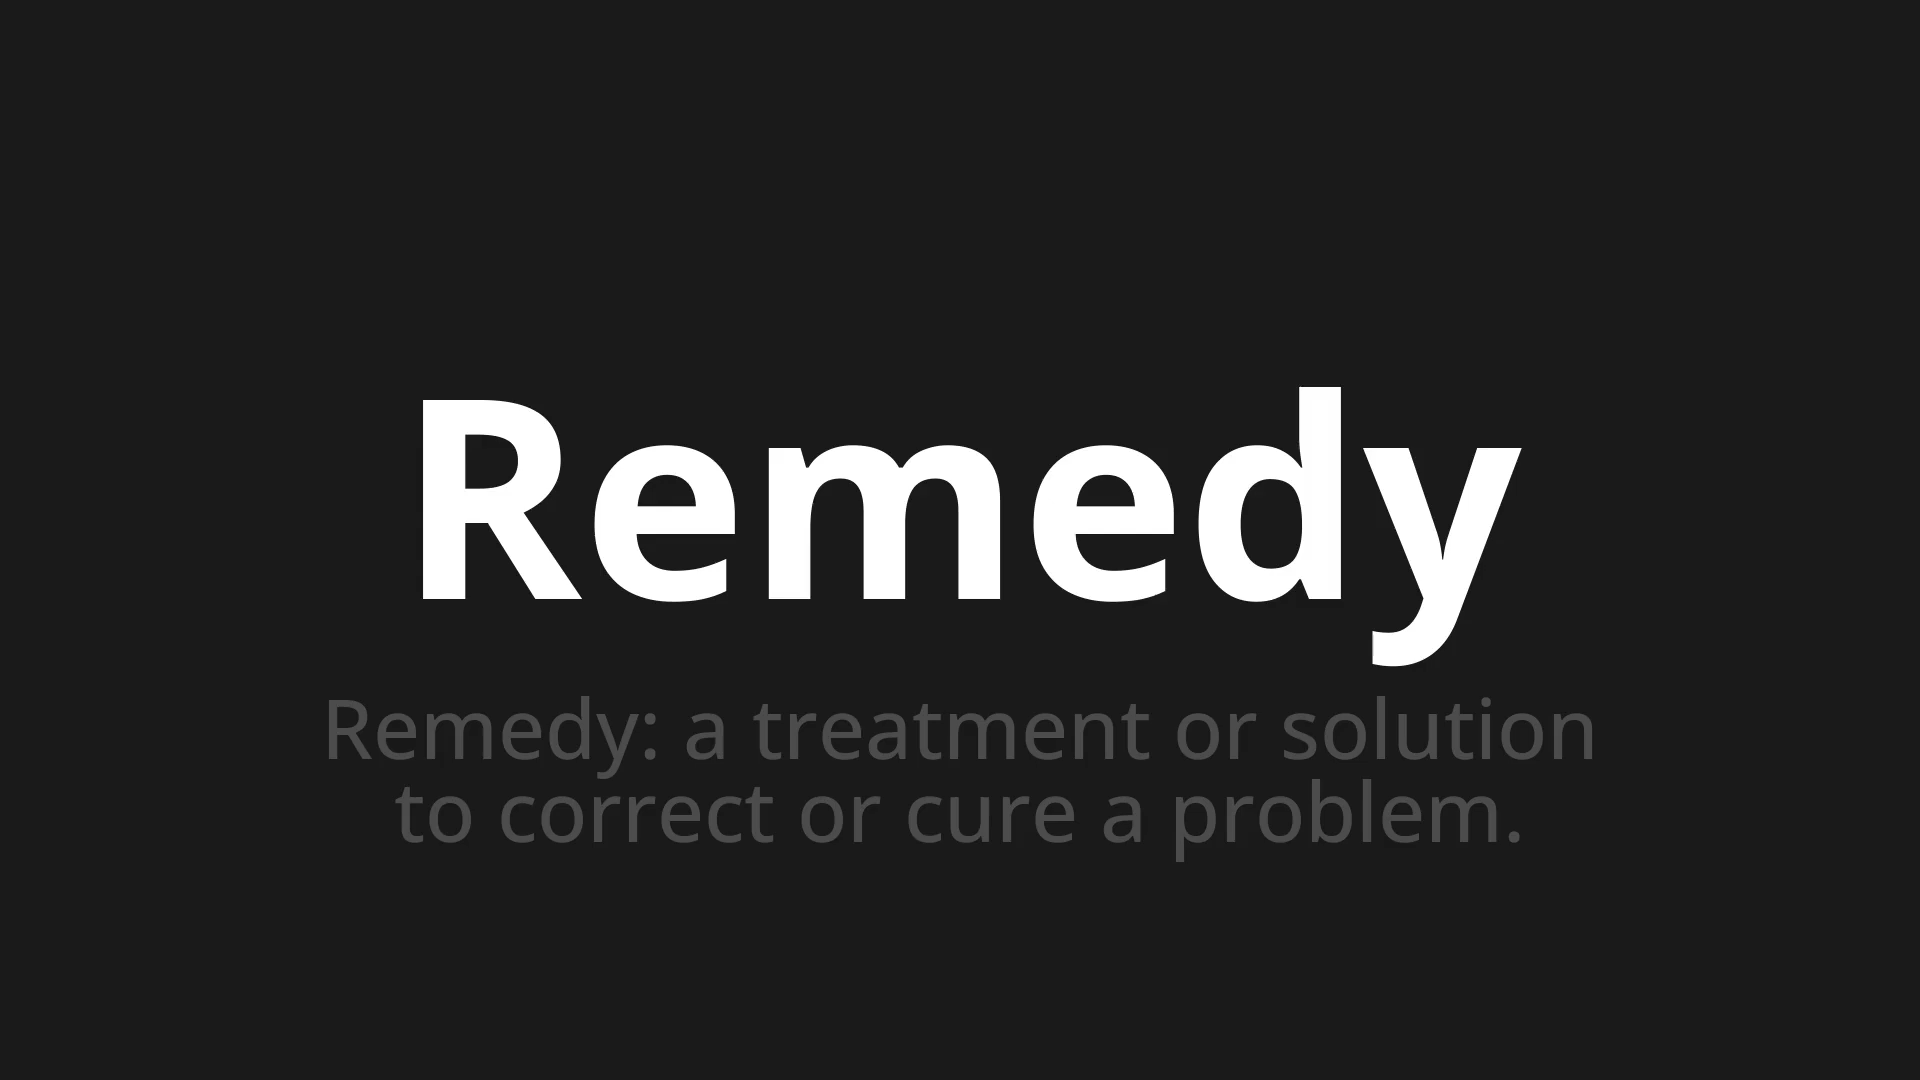 Remedy
Remedy: a treatment or solution
to correct or cure a problem.